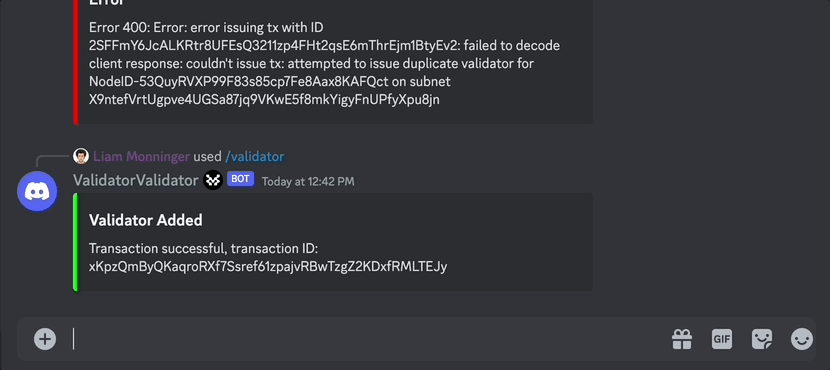 Error
Error 400: Error: error issuing tx with ID
2SFFmY6JcALKRtr8UFEsQ3211zp4FHt2qsE6mThrEjm1BtyEv2: failed to decode
client response: couldn't issue tx: attempted to issue duplicate validator for
NodeID-53QuyRVXP99F83s85cp7Fe8Aax8KAFQct on subnet
X9ntefVrtUgpve4UGSa87jq9VKwE5f8mkYigyFnUPfyXpu8jn
Liam Monninger used /validator
ValidatorValidator BOT Today at 12:42 PM
Validator Added
Transaction successful, transaction ID:
xKpzQmByQKaqroRXf7Ssref61zpajvRBwTzgZ2KDxfRMLTEJy
GIF